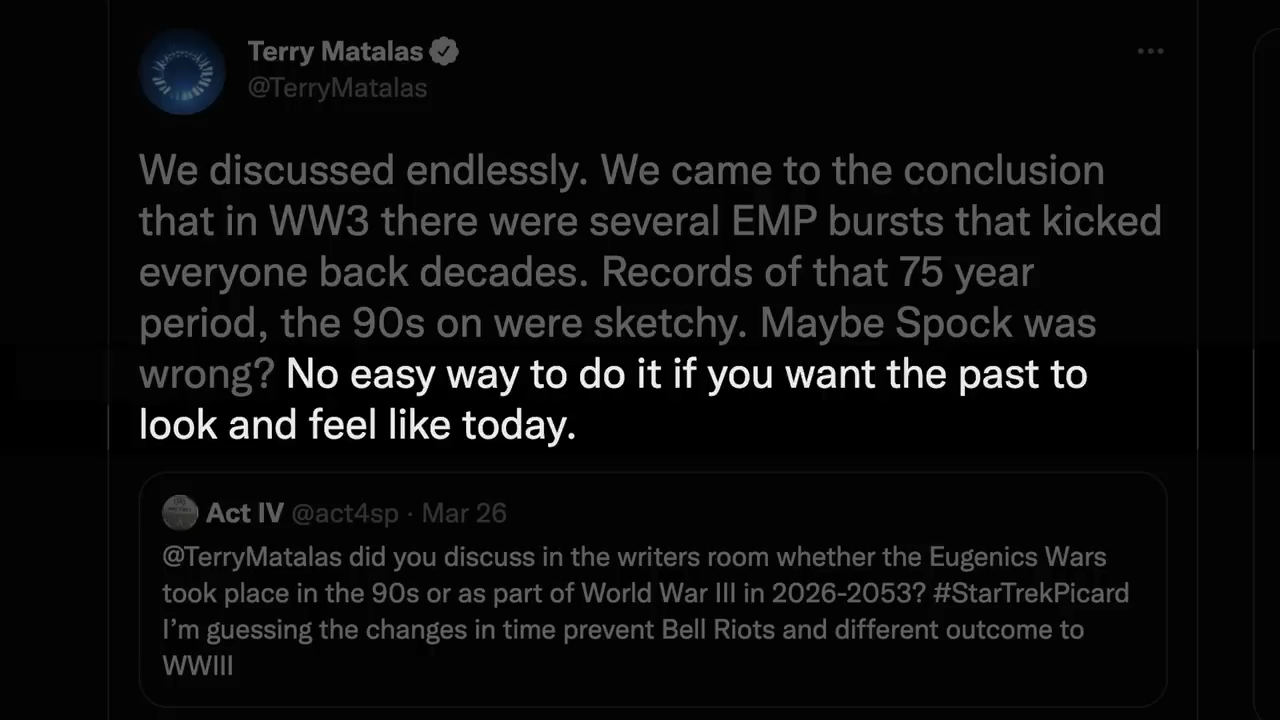 Terry Matalas
@TerryMatalas
We discussed endlessly. We came to the conclusion
that in WW3 there were several EMP bursts that kicked
everyone back decades. Records of that 75 year
period, the 90s on were sketchy. Maybe Spock was
wrong? No easy way to do it if you want the past to
look and feel like today.
Act IV @act4sp · Mar 26
@TerryMatalas did you discuss in the writers room whether the Eugenics Wars
took place in the 90s or as part of World War III in 2026-2053? #StarTrekPicard
I’m guessing the changes in time prevent Bell Riots and different outcome to
WWIII